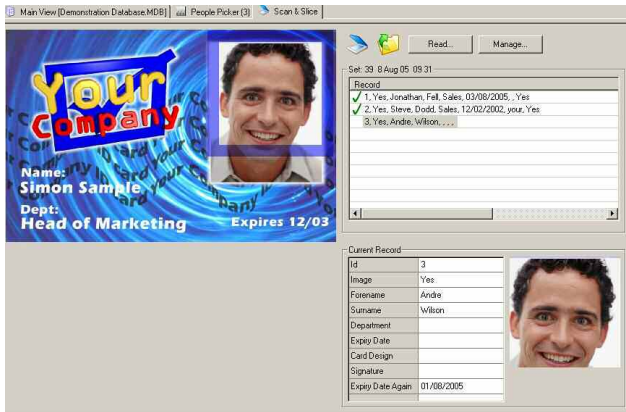 Main View [Demonstration Database.MDB] People Picker (3) Scan & Slice
Your
Company
Name:
Simon Sample
Dept:
Head of Marketing Expires 12/03
Read... Manage...
Set: 39 8 Aug 05 09 31
Record
1, Yes, Jonathan, Fell, Sales, 03/08/2005, , Yes
2, Yes, Steve, Dodd, Sales, 12/02/2002, your, Yes
3, Yes, Andre, Wilson, , , ,
Current Record
Id 3
Image Yes
Forename Andre
Surname Wilson
Department
Expiry Date
Card Design
Signature
Expiry Date Again 01/08/2005